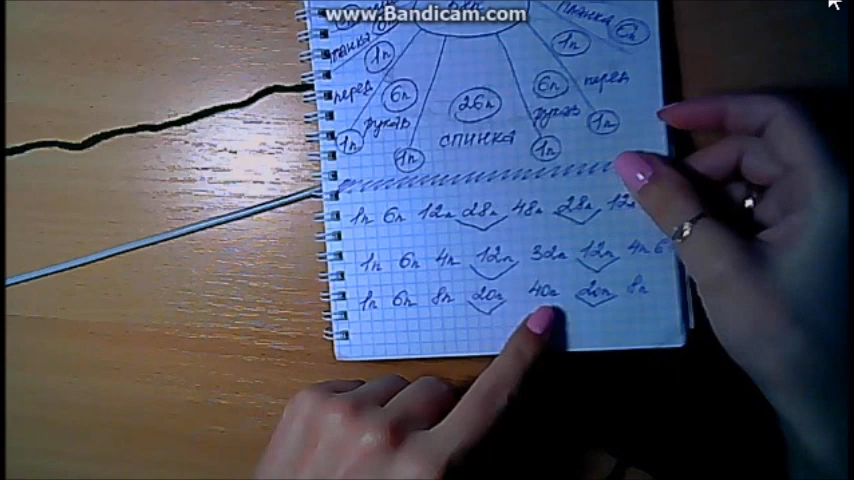 www.Bandicam.com
планка 6п
1п 1п
перед 6п 6п перед
рукав 26п рукав 1п
1п 1п спинка 1п
1п 6п 12п 28п 48п 28п 12п
1п 6п 4п 12п 32п 12п 4п 6
1п 6п 8п 20п 40п 20п 8п